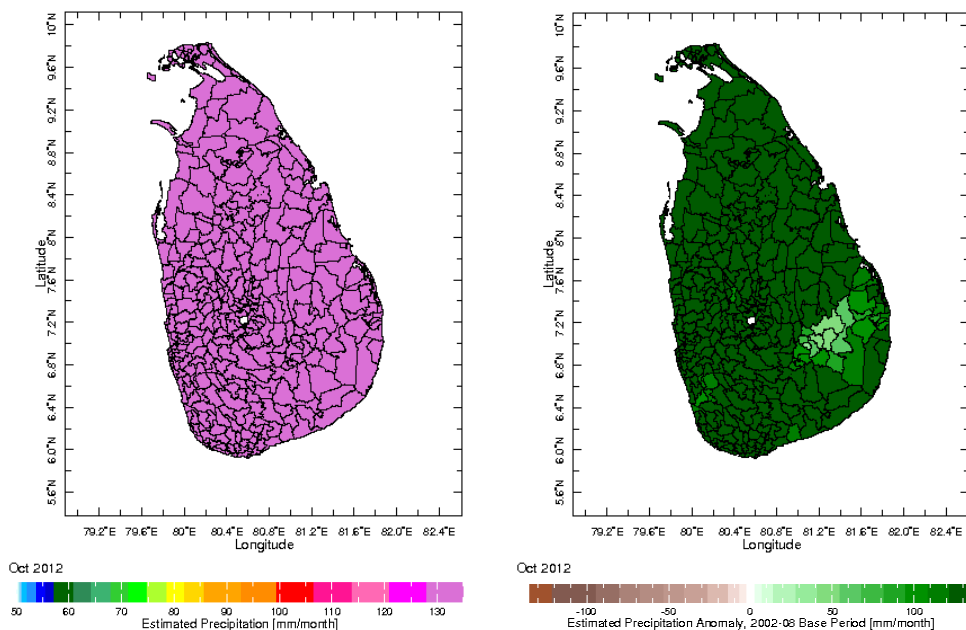 10°N
10°N
9.6°N
9.6°N
9.2°N
9.2°N
8.8°N
8.8°N
8.4°N
8.4°N
8°N
8°N
Latitude
Latitude
7.6°N
7.6°N
7.2°N
7.2°N
6.8°N
6.8°N
6.4°N
6.4°N
6.0°N
6.0°N
5.6°N
5.6°N
79.2°E 79.6°E 80°E 80.4°E 80.8°E 81.2°E 81.6°E 82.0°E 82.4°E
79.2°E 79.6°E 80°E 80.4°E 80.8°E 81.2°E 81.6°E 82.0°E 82.4°E
Longitude
Longitude
Oct 2012
Oct 2012
50 60 70 80 90 100 110 120 130
-100 -50 0 50 100
Estimated Precipitation [mm/month]
Estimated Precipitation Anomaly, 2002-08 Base Period [mm/month]